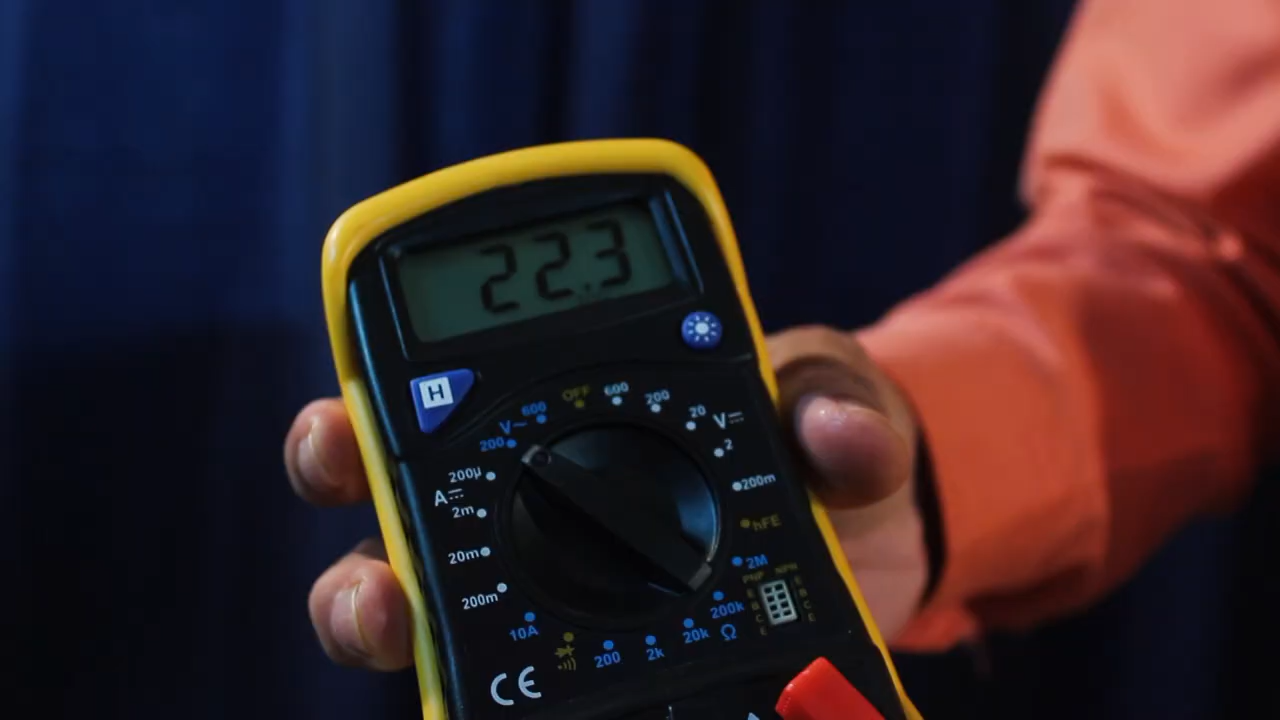 22.3
H
OFF
600
200
20
V⎓
2
200m
hFE
2M
200k
Ω
20k
2k
200
10A
200m
20m
2m
A⎓
200µ
200
V~
600
PNP NPN
E E
B B
C C
E E
CE